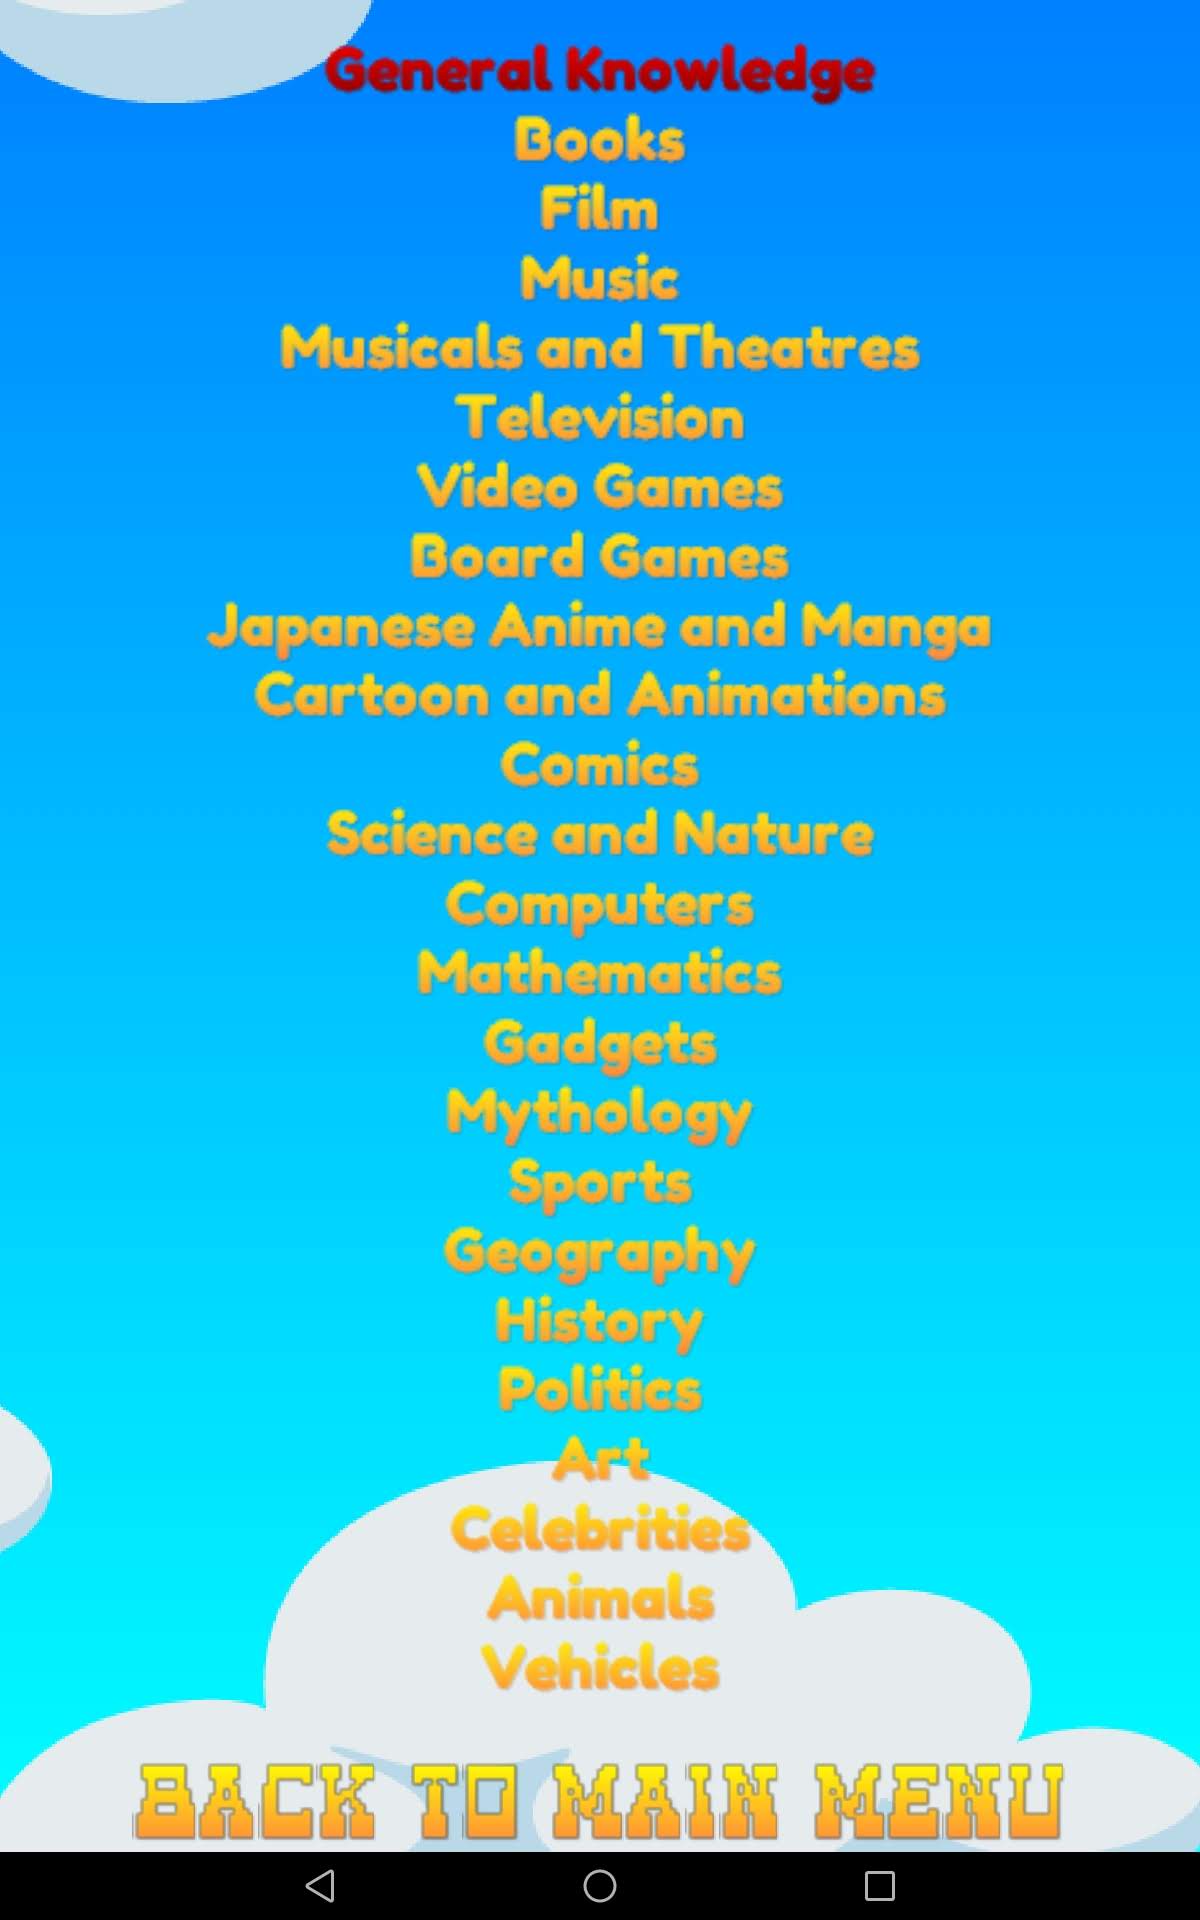 General Knowledge
Books
Film
Music
Musicals and Theatres
Television
Video Games
Board Games
Japanese Anime and Manga
Cartoon and Animations
Comics
Science and Nature
Computers
Mathematics
Gadgets
Mythology
Sports
Geography
History
Politics
Art
Celebrities
Animals
Vehicles
BACK TO MAIN MENU